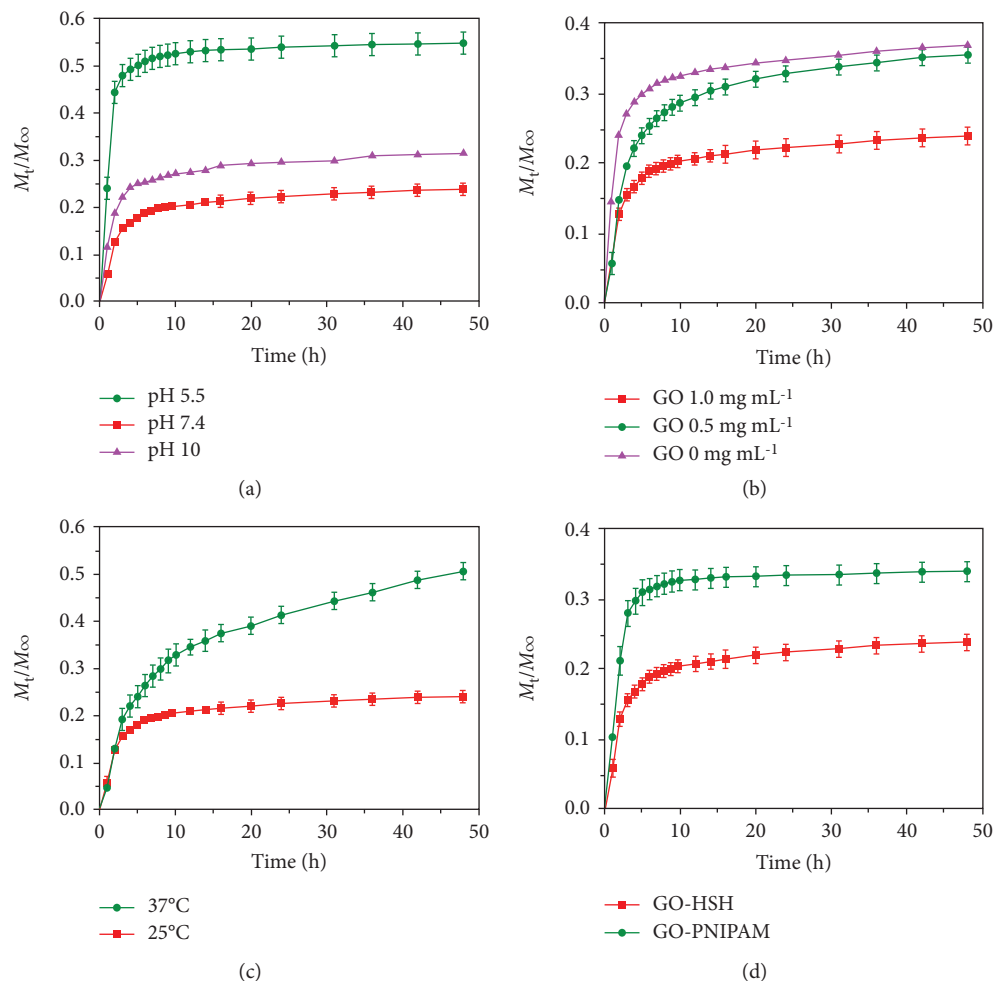 0.6
0.5
0.4
0.3
0.2
0.1
0.0
Mt/M∞
0 10 20 30 40 50
Time (h)
pH 5.5
pH 7.4
pH 10
(a)
0.4
0.3
0.2
0.1
0.0
Mt/M∞
0 10 20 30 40 50
Time (h)
GO 1.0 mg mL-1
GO 0.5 mg mL-1
GO 0 mg mL-1
(b)
0.6
0.5
0.4
0.3
0.2
0.1
0.0
Mt/M∞
0 10 20 30 40 50
Time (h)
37°C
25°C
(c)
0.4
0.3
0.2
0.1
0.0
Mt/M∞
0 10 20 30 40 50
Time (h)
GO-HSH
GO-PNIPAM
(d)